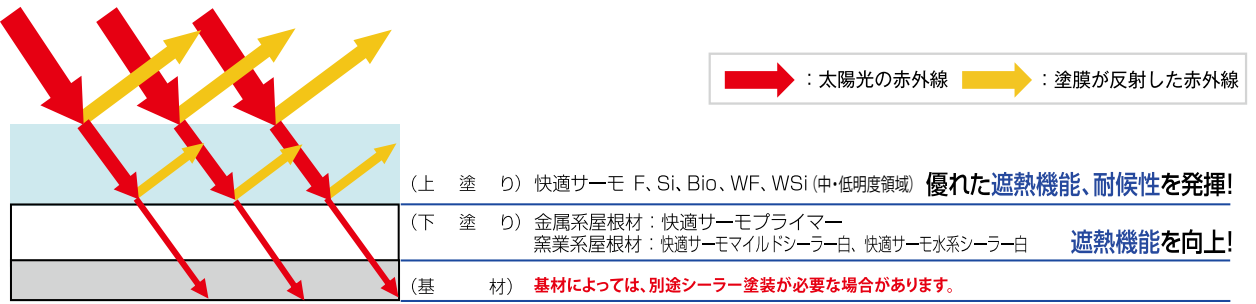 ：太陽光の赤外線 ：塗膜が反射した赤外線
（上 塗 り） 快適サーモ F、Si、Bio、WF、WSi（中・低明度領域） 優れた遮熱機能、耐候性を発揮!
（下 塗 り） 金属系屋根材：快適サーモプライマー
窯業系屋根材：快適サーモマイルドシーラー白、快適サーモ水系シーラー白 遮熱機能を向上!
（基 材） 基材によっては、別途シーラー塗装が必要な場合があります。